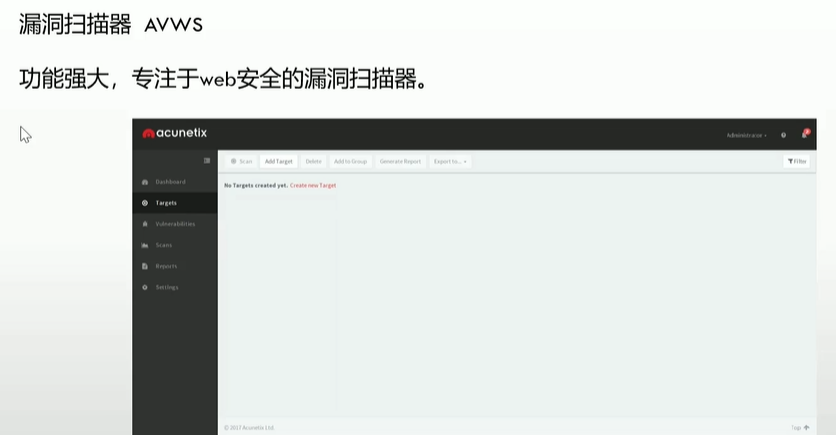 漏洞扫描器 AVWS
功能强大，专注于web安全的漏洞扫描器。
acunetix
Administrator
Scan
Add Target
Delete
Add to Group
Generate Report
Export to...
Filter
Dashboard
Targets
Vulnerabilities
Scans
Reports
Settings
No Targets created yet. Create new Target
© 2017 Acunetix Ltd.
Top